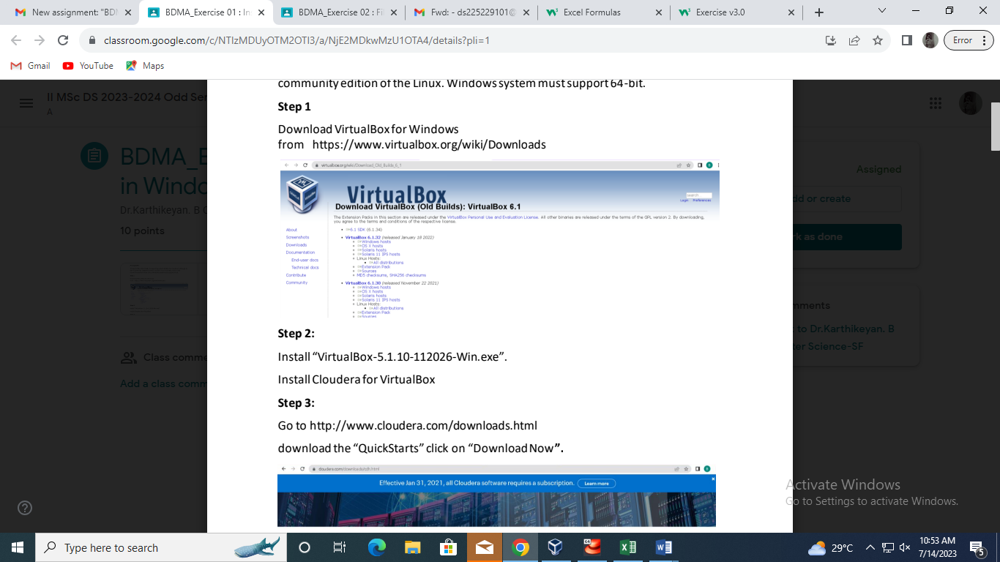 New assignment: "BDM
BDMA_Exercise 01 : In
BDMA_Exercise 02 : Fi
Fwd: - ds225229101@
Excel Formulas
Exercise v3.0
classroom.google.com/c/NTIzMDUyOTM2OTI3/a/NjE2MDkwMzU1OTA4/details?pli=1
Error
Gmail
YouTube
Maps
II MSc DS 2023-2024 Odd Se
A
BDMA_E
in Windo
Dr.Karthikeyan. B
10 points
Class comme
Add a class comm
Assigned
dd or create
rk as done
mments
to Dr.Karthikeyan. B
er Science-SF
community edition of the Linux. Windows system must support 64-bit.
Step 1
Download VirtualBox for Windows
from https://www.virtualbox.org/wiki/Downloads
virtualbox.org/wiki/Download_Old_Builds_6_1
VirtualBox
search
Login Preferences
Download VirtualBox (Old Builds): VirtualBox 6.1
The Extension Packs in this section are released under the VirtualBox Personal Use and Evaluation License. All other binaries are released under the terms of the GPL version 2. By downloading,
you agree to the terms and conditions of the respective license.
About
Screenshots
Downloads
Documentation
End-user docs
Technical docs
Contribute
Community
6.1 SDK (6.1.34)
VirtualBox 6.1.32 (released January 18 2022)
Windows hosts
OS X hosts
Solaris hosts
Solaris 11 IPS hosts
Linux Hosts:
All distributions
Extension Pack
Sources
MD5 checksums, SHA256 checksums
VirtualBox 6.1.30 (released November 22 2021)
Windows hosts
OS X hosts
Solaris hosts
Solaris 11 IPS hosts
Linux Hosts:
All distributions
Extension Pack
Sources
Step 2:
Install “VirtualBox-5.1.10-112026-Win.exe”.
Install Cloudera for VirtualBox
Step 3:
Go to http://www.cloudera.com/downloads.html
download the “QuickStarts” click on “Download Now”.
cloudera.com/downloads/cdh.html
Effective Jan 31, 2021, all Cloudera software requires a subscription. Learn more
Activate Windows
Go to Settings to activate Windows.
Type here to search
29°C
10:53 AM
7/14/2023
5